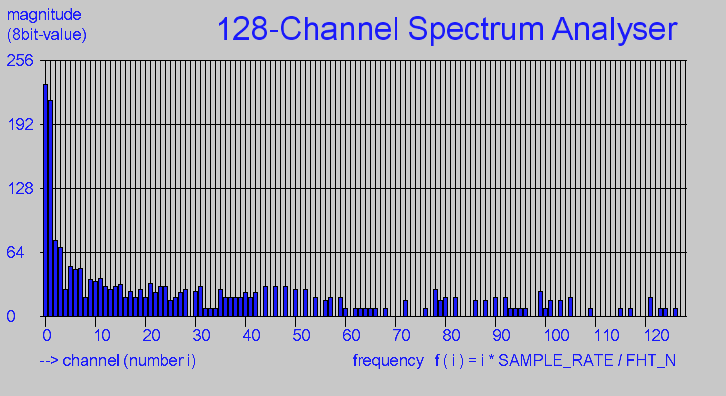 magnitude
(8bit-value)
128-Channel Spectrum Analyser
256
192
128
64
0
0 10 20 30 40 50 60 70 80 90 100 110 120
--> channel (number i)
frequency f ( i ) = i * SAMPLE_RATE / FHT_N